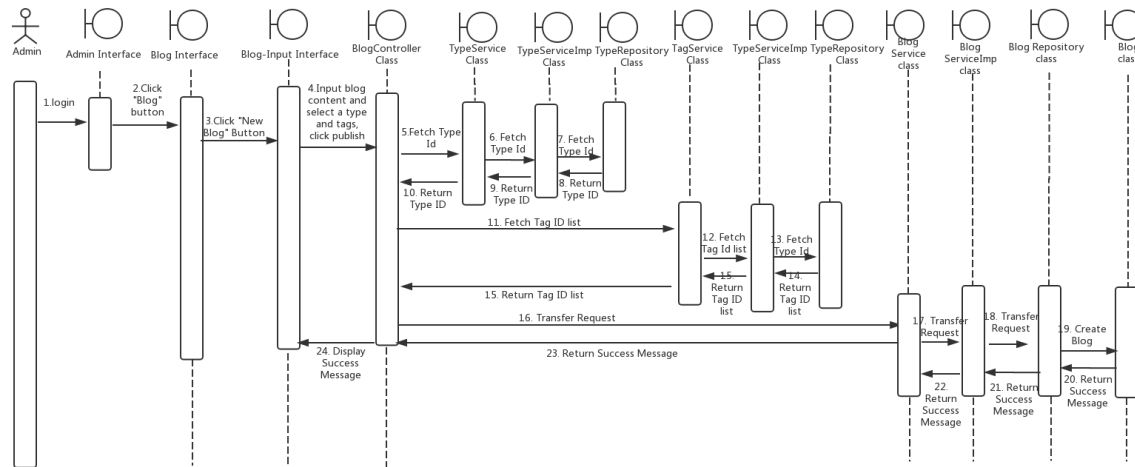 Admin
Admin Interface
Blog Interface
Blog-Input Interface
BlogController
Class
TypeService
Class
TypeServiceImp
Class
TypeRepository
Class
TagService
Class
TypeServiceImp
Class
TypeRepository
Class
Blog
Service
class
Blog
ServiceImp
class
Blog Repository
class
Blog
class
1.login
2.Click
"Blog"
button
3.Click "New
Blog" Button
4.Input blog
content and
select a type
and tags,
click publish
5.Fetch Type
Id
6. Fetch
Type Id
7. Fetch
Type Id
8. Return
Type ID
9. Return
Type ID
10. Return
Type ID
11. Fetch Tag ID list
12. Fetch
Tag Id list
13. Fetch
Type Id
14.
Return
Tag ID
list
15.
Return
Tag ID
list
15. Return Tag ID list
16. Transfer Request
17. Transfer
Request
18. Transfer
Request
19. Create
Blog
20. Return
Success
Message
21. Return
Success
Message
22.
Return
Success
Message
23. Return Success Message
24. Display
Success
Message